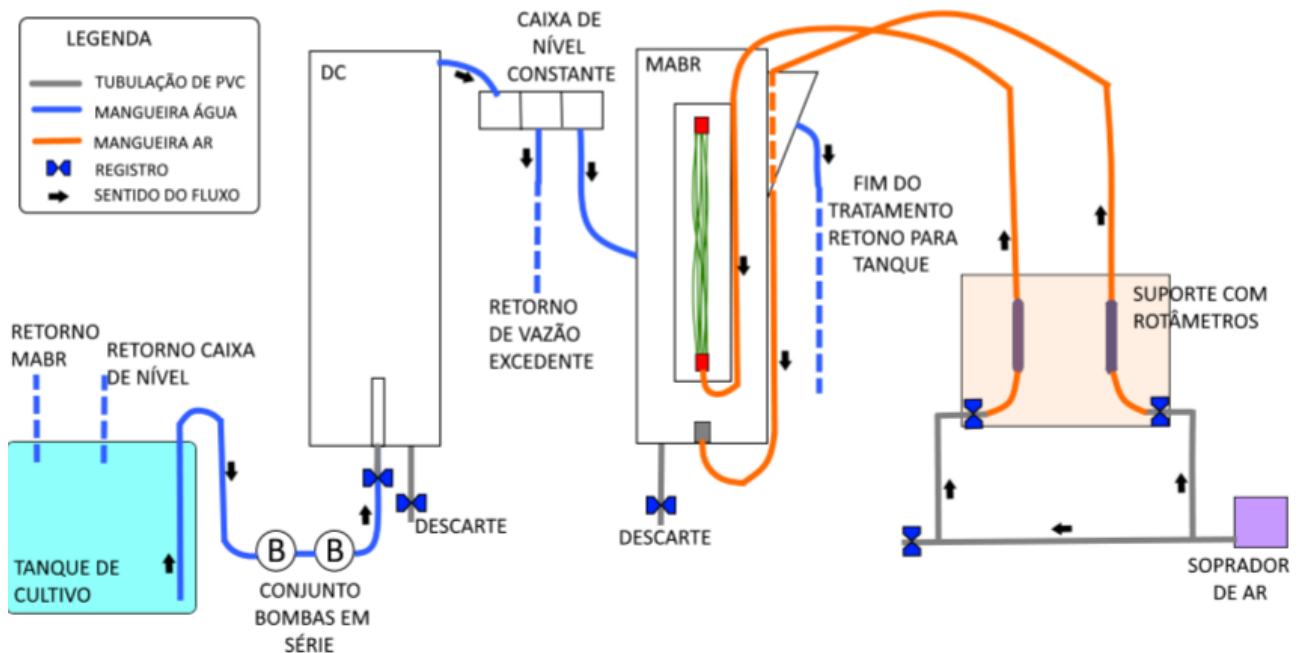 LEGENDA
TUBULAÇÃO DE PVC
MANGUEIRA ÁGUA
MANGUEIRA AR
REGISTRO
SENTIDO DO FLUXO
DC
CAIXA DE
NÍVEL
CONSTANTE
MABR
FIM DO
TRATAMENTO
RETONO PARA
TANQUE
SUPORTE COM
ROTÂMETROS
RETORNO
DE VAZÃO
EXCEDENTE
RETORNO
MABR
RETORNO CAIXA
DE NÍVEL
TANQUE DE
CULTIVO
B
B
CONJUNTO
BOMBAS EM
SÉRIE
DESCARTE
DESCARTE
SOPRADOR
DE AR